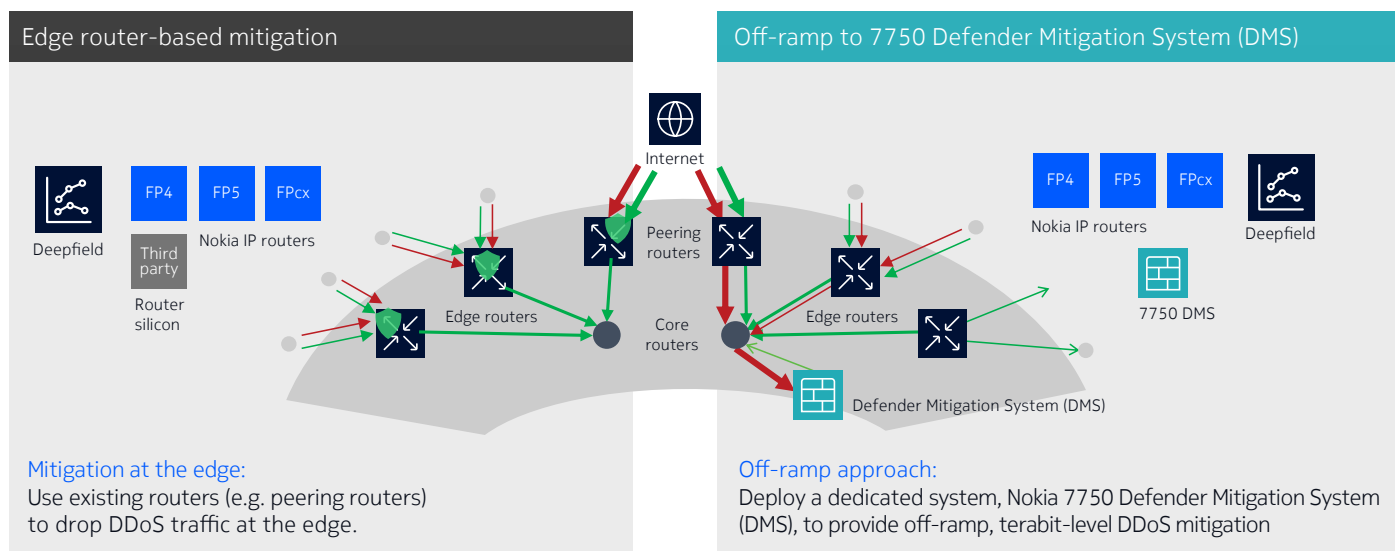 Edge router-based mitigation
Off-ramp to 7750 Defender Mitigation System (DMS)
Internet
Deepfield
FP4
FP5
FPcx
Nokia IP routers
Third
party
Router
silicon
Edge routers
Peering
routers
Core
routers
Edge routers
FP4
FP5
FPcx
Nokia IP routers
Deepfield
7750 DMS
Defender Mitigation System (DMS)
Mitigation at the edge:
Use existing routers (e.g. peering routers)
to drop DDoS traffic at the edge.
Off-ramp approach:
Deploy a dedicated system, Nokia 7750 Defender Mitigation System
(DMS), to provide off-ramp, terabit-level DDoS mitigation